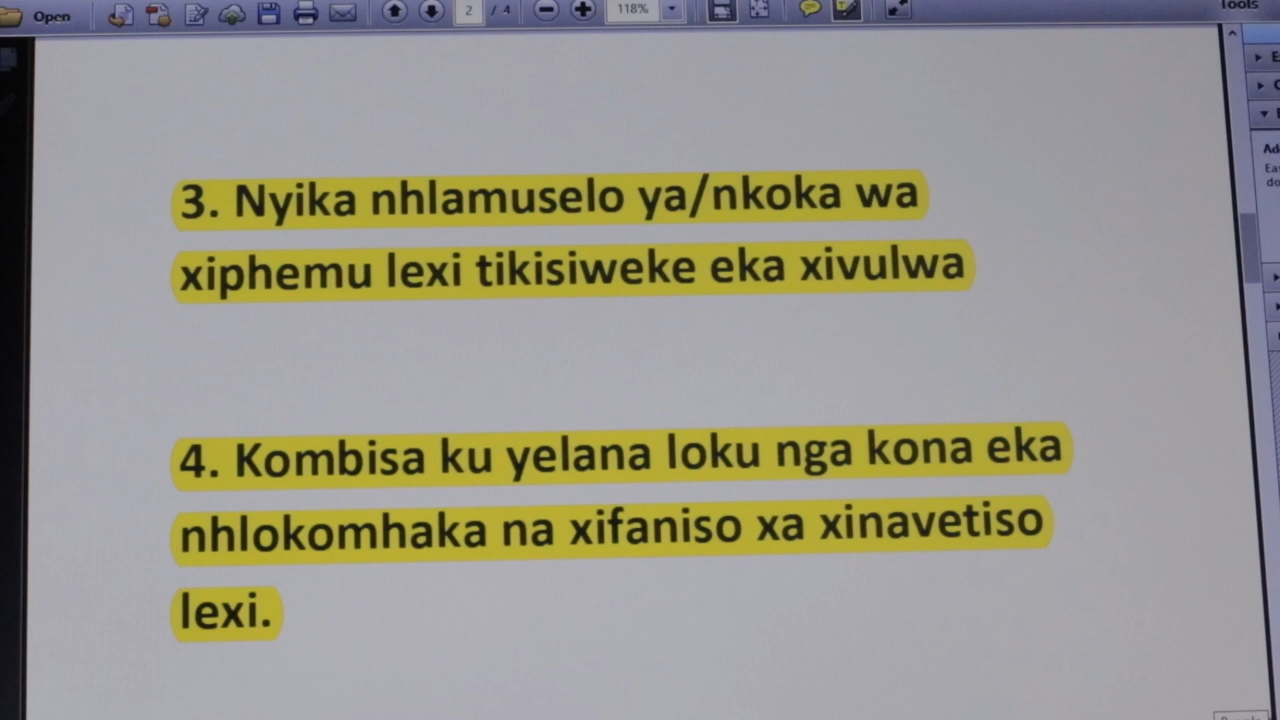 Open
2 / 4
118%
Tools
3. Nyika nhlamuselo ya/nkoka wa
xiphemu lexi tikisiweke eka xivulwa
4. Kombisa ku yelana loku nga kona eka
nhlokomhaka na xifaniso xa xinavetiso
lexi.